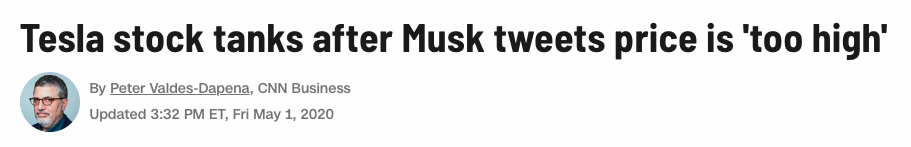 Tesla stock tanks after Musk tweets price is 'too high'
By Peter Valdes-Dapena, CNN Business
Updated 3:32 PM ET, Fri May 1, 2020